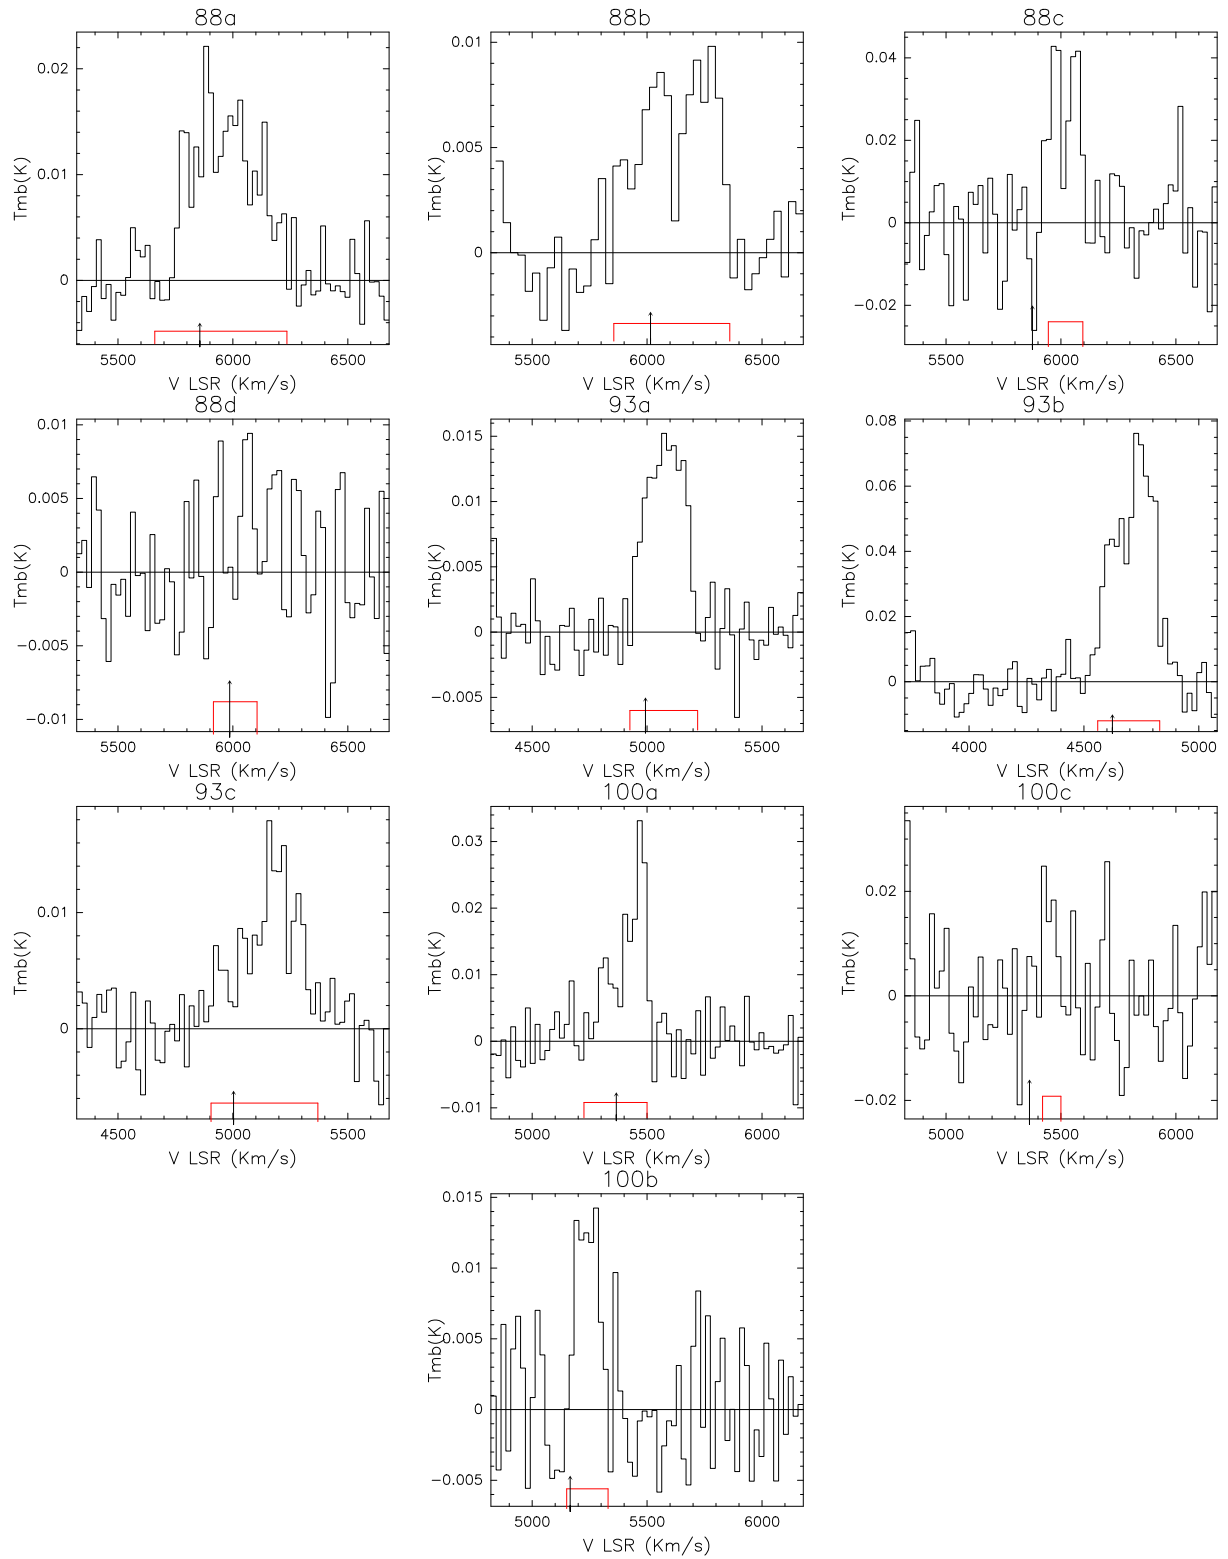 88a
Tmb(K)
0.02
0.01
0
5500 6000 6500
V LSR (Km/s)
88b
Tmb(K)
0.01
0.005
0
5500 6000 6500
V LSR (Km/s)
88c
Tmb(K)
0.04
0.02
0
−0.02
5500 6000 6500
V LSR (Km/s)
88d
Tmb(K)
0.01
0.005
0
−0.005
−0.01
5500 6000 6500
V LSR (Km/s)
93a
Tmb(K)
0.015
0.01
0.005
0
−0.005
4500 5000 5500
V LSR (Km/s)
93b
Tmb(K)
0.08
0.06
0.04
0.02
0
4000 4500 5000
V LSR (Km/s)
93c
Tmb(K)
0.01
0
4500 5000 5500
V LSR (Km/s)
100a
Tmb(K)
0.03
0.02
0.01
0
−0.01
5000 5500 6000
V LSR (Km/s)
100c
Tmb(K)
0.02
0
−0.02
5000 5500 6000
V LSR (Km/s)
100b
Tmb(K)
0.015
0.01
0.005
0
−0.005
5000 5500 6000
V LSR (Km/s)